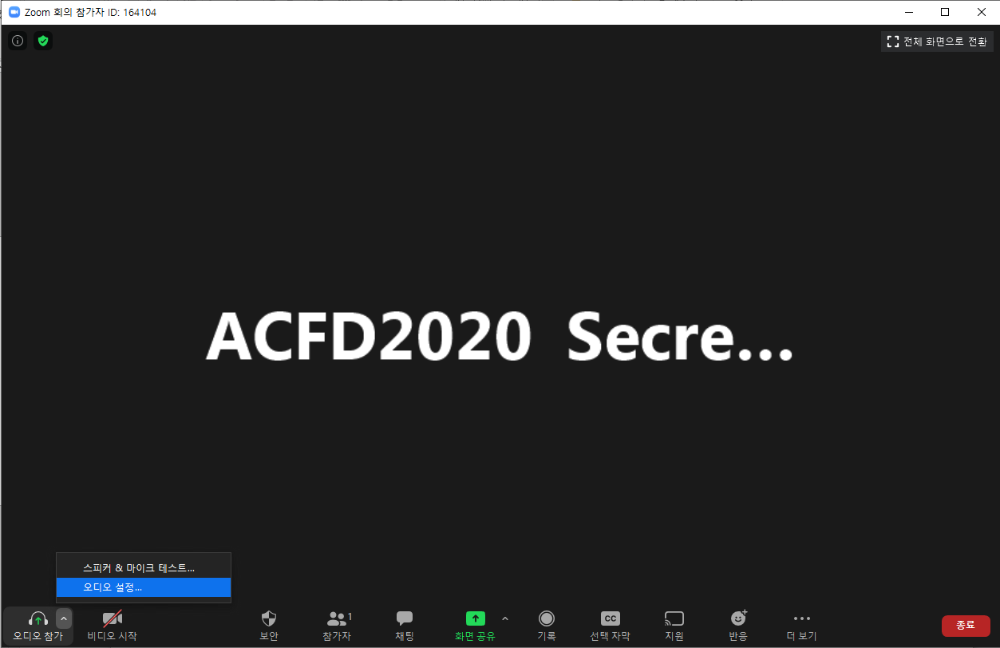 Zoom 회의 참가자 ID: 164104
전체 화면으로 전환
ACFD2020 Secre...
스피커 & 마이크 테스트...
오디오 설정...
1
CC
오디오 참가 비디오 시작 보안 참가자 채팅 화면 공유 기록 선택 자막 지원 반응 더 보기 종료